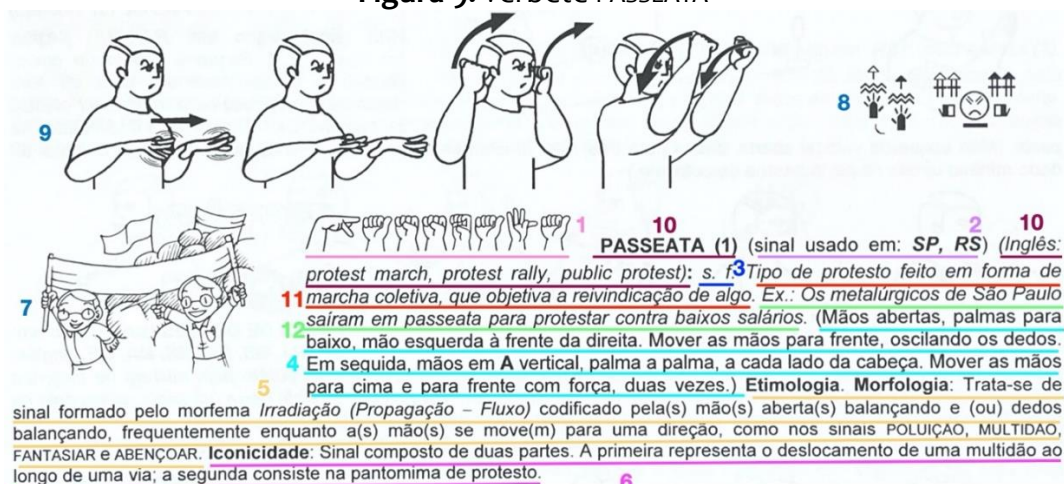 Figura 9. Verbete PASSEATA
9
8
1
10
2
10
PASSEATA (1) (sinal usado em: SP, RS) (Inglês:
protest march, protest rally, public protest): s. f. 3 Tipo de protesto feito em forma de
7
11 marcha coletiva, que objetiva a reivindicação de algo. Ex.: Os metalúrgicos de São Paulo
saíram em passeata para protestar contra baixos salários. (Mãos abertas, palmas para
12 baixo, mão esquerda à frente da direita. Mover as mãos para frente, oscilando os dedos.
4 Em seguida, mãos em A vertical, palma a palma, a cada lado da cabeça. Mover as mãos
5 para cima e para frente com força, duas vezes.) Etimologia. Morfologia: Trata-se de
sinal formado pelo morfema Irradiação (Propagação – Fluxo) codificado pela(s) mão(s) aberta(s) balançando e (ou) dedos
balançando, frequentemente enquanto a(s) mão(s) se move(m) para uma direção, como nos sinais POLUIÇÃO, MULTIDÃO,
FANTASIAR e ABENÇOAR. Iconicidade: Sinal composto de duas partes. A primeira representa o deslocamento de uma multidão ao
longo de uma via; a segunda consiste na pantomima de protesto.
6